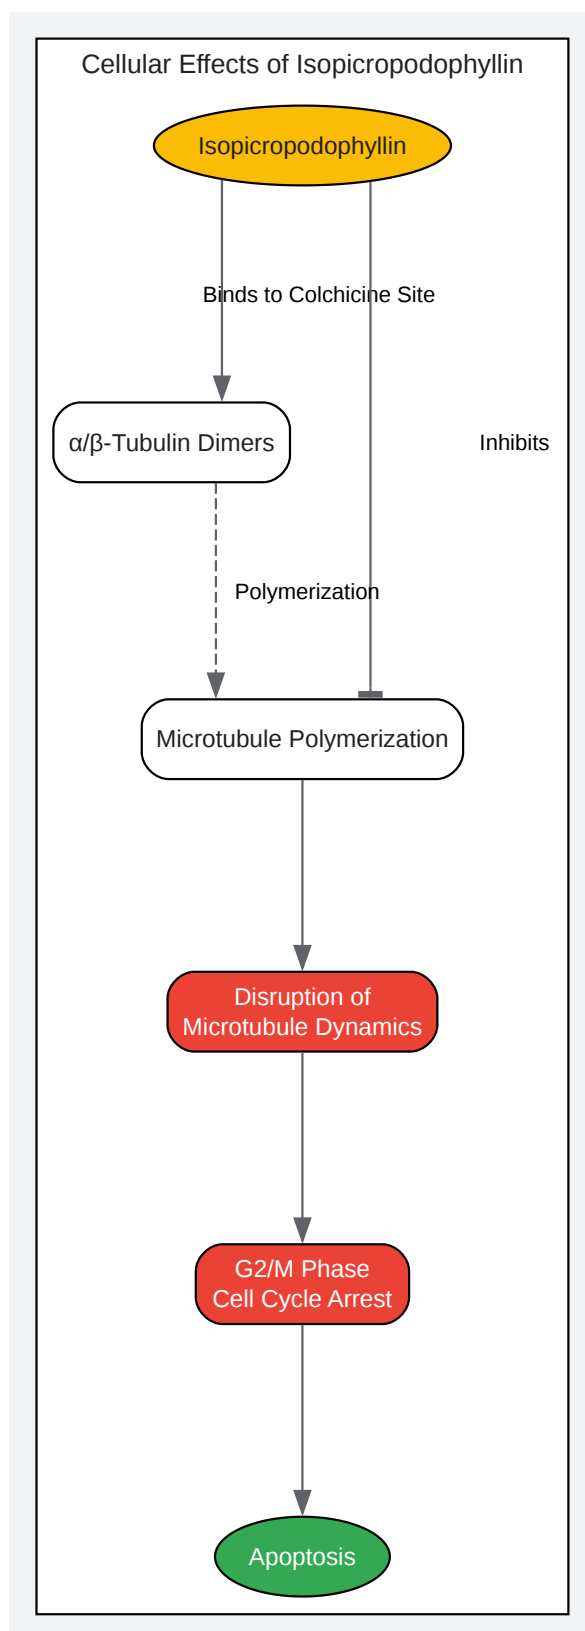 Cellular Effects of Isopicropodophyllin
Isopicropodophyllin
Binds to Colchicine Site
α/β-Tubulin Dimers
Inhibits
Polymerization
Microtubule Polymerization
Disruption of
Microtubule Dynamics
G2/M Phase
Cell Cycle Arrest
Apoptosis